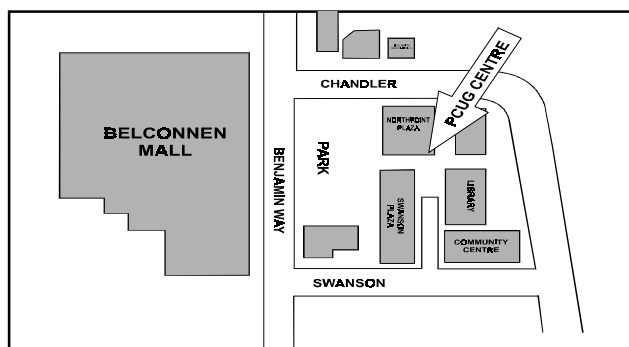 CHANDLER
PCUG CENTRE
NORTHPOINT
PLAZA
BELCONNEN
MALL
BENJAMIN WAY
PARK
SWANSON
PLAZA
LIBRARY
COMMUNITY
CENTRE
SWANSON